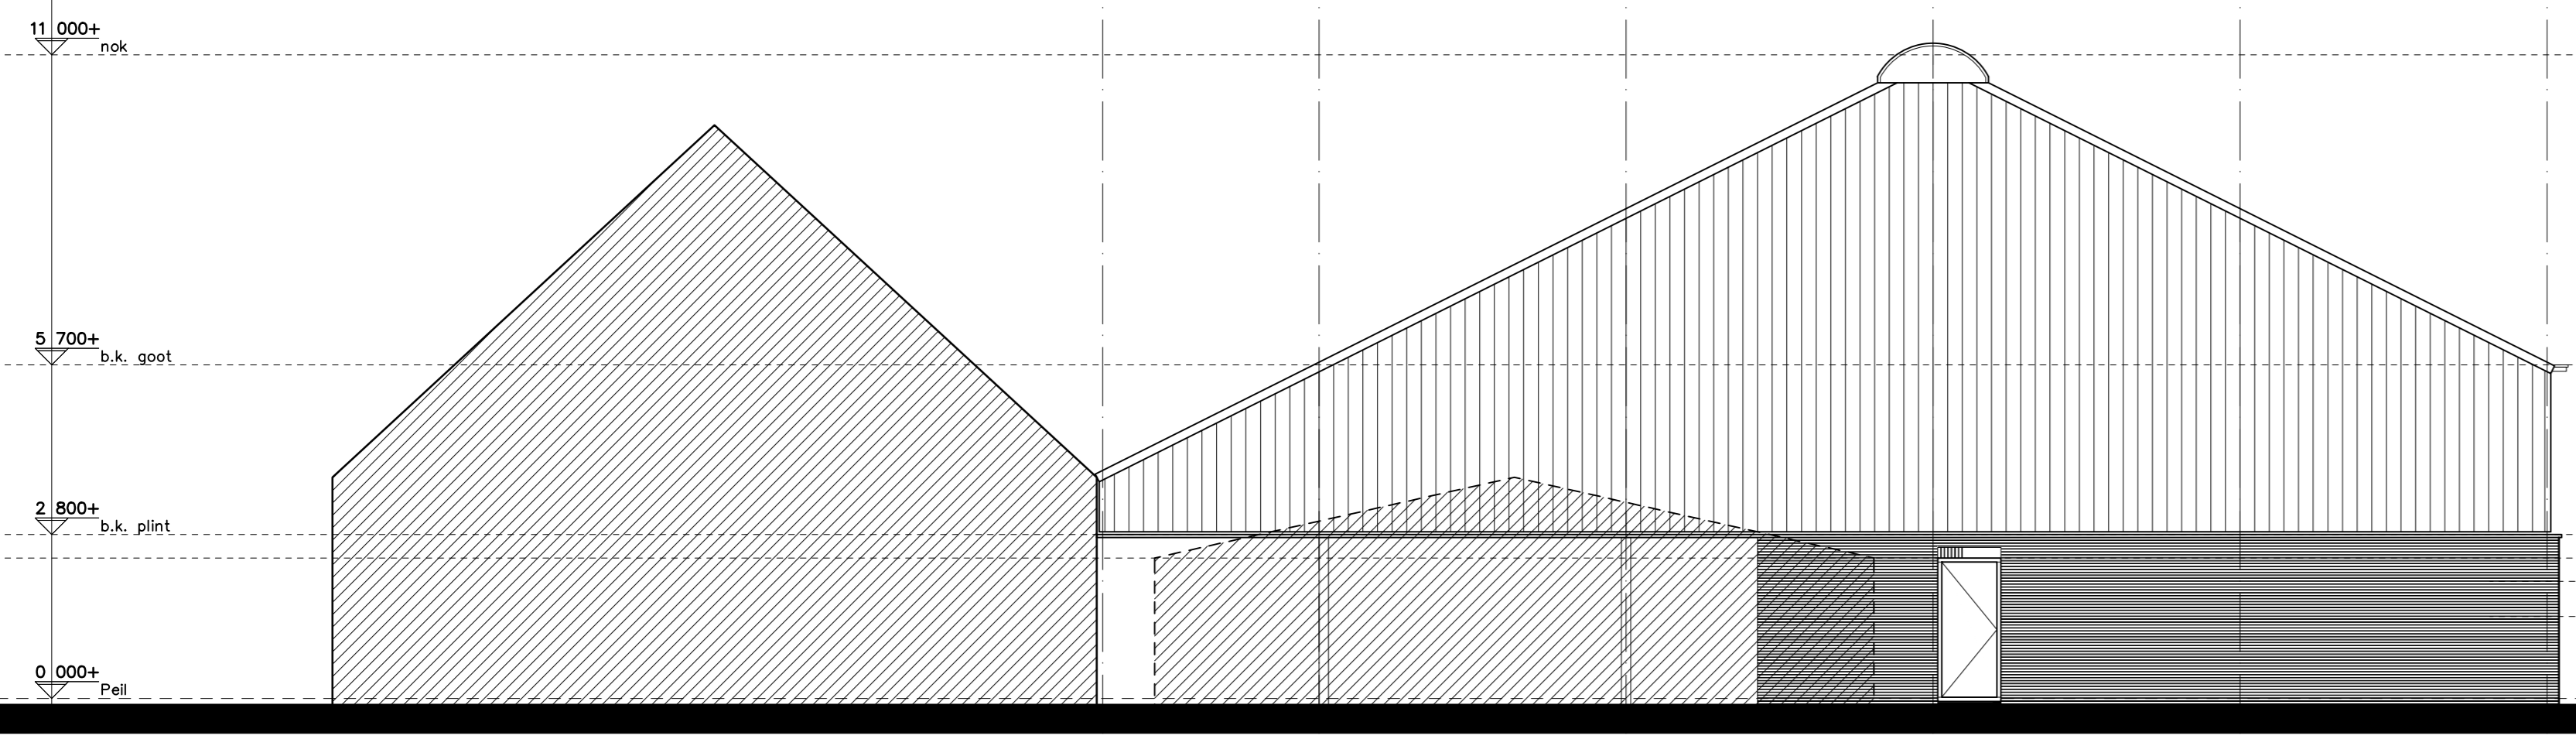 11 000+
nok
5 700+
b.k. goot
2 800+
b.k. plint
0 000+
Peil